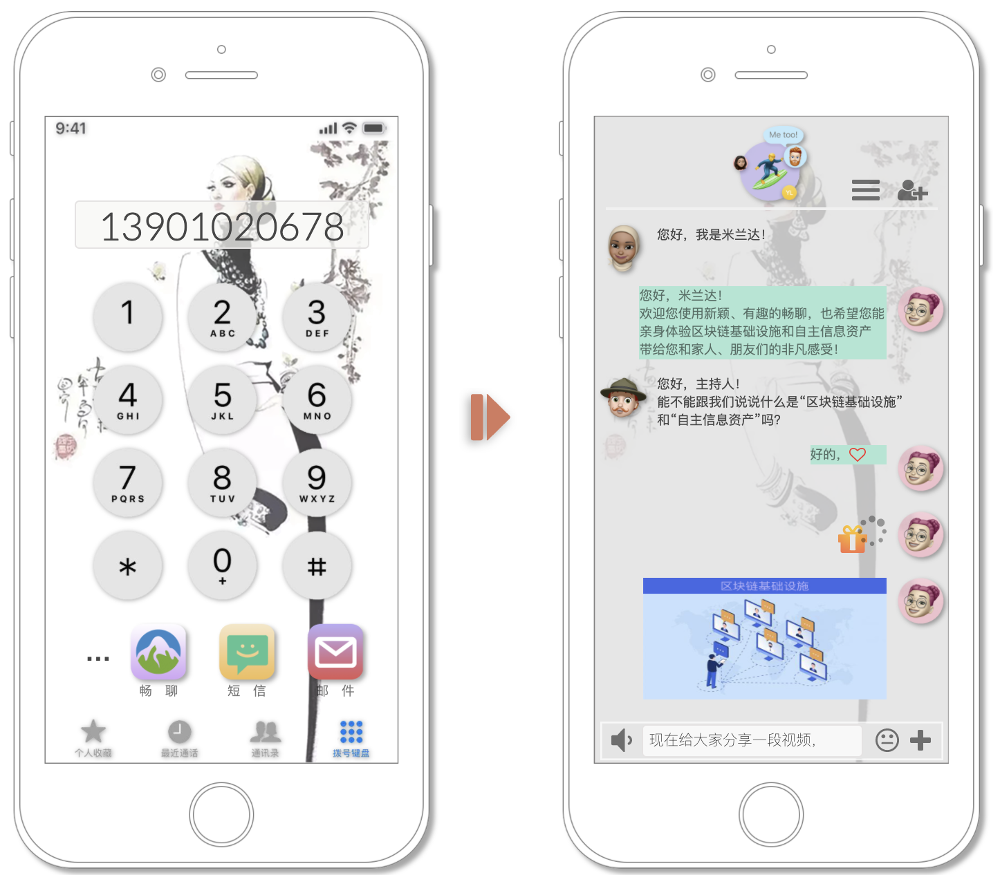 9:41
13901020678
1
2
ABC
3
DEF
4
GHI
5
JKL
6
MNO
7
PQRS
8
TUV
9
WXYZ
*
0
+
#
...
畅 聊
短 信
邮 件
个人收藏
最近通话
通讯录
拨号键盘
Me too!
YL
您好，我是米兰达！
您好，米兰达！
欢迎您使用新颖、有趣的畅聊，也希望您能
亲身体验区块链基础设施和自主信息资产
带给您和家人、朋友们的非凡感受！
您好，主持人！
能不能跟我们说说什么是“区块链基础设施”
和“自主信息资产”吗？
好的，
区块链基础设施
现在给大家分享一段视频，